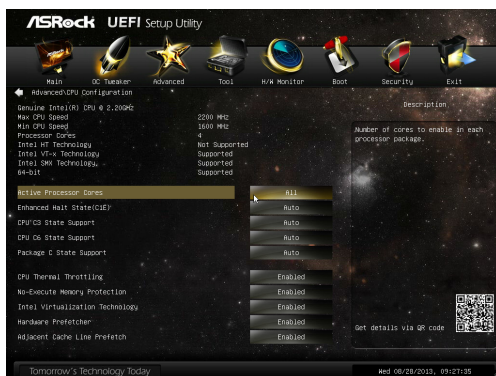 ASRock UEFI Setup Utility
Main OC Tweaker Advanced Tool H/W Monitor Boot Security Exit
Advanced\CPU Configuration
Description
Genuine Intel(R) CPU @ 2.20GHz
Max CPU Speed 2200 MHz
Min CPU Speed 1600 MHz
Processor Cores 4
Intel HT Technology Not Supported
Intel VT-x Technology Supported
Intel SMX Technology Supported
64-bit Supported
Number of cores to enable in each
processor package.
Active Processor Cores All
Enhanced Halt State(C1E) Auto
CPU C3 State Support Auto
CPU C6 State Support Auto
Package C State Support Auto
CPU Thermal Throttling Enabled
No-Execute Memory Protection Enabled
Intel Virtualization Technology Enabled
Hardware Prefetcher Enabled
Adjacent Cache Line Prefetch Enabled
Get details via QR code
Tomorrow's Technology Today Wed 08/28/2013, 09:27:35